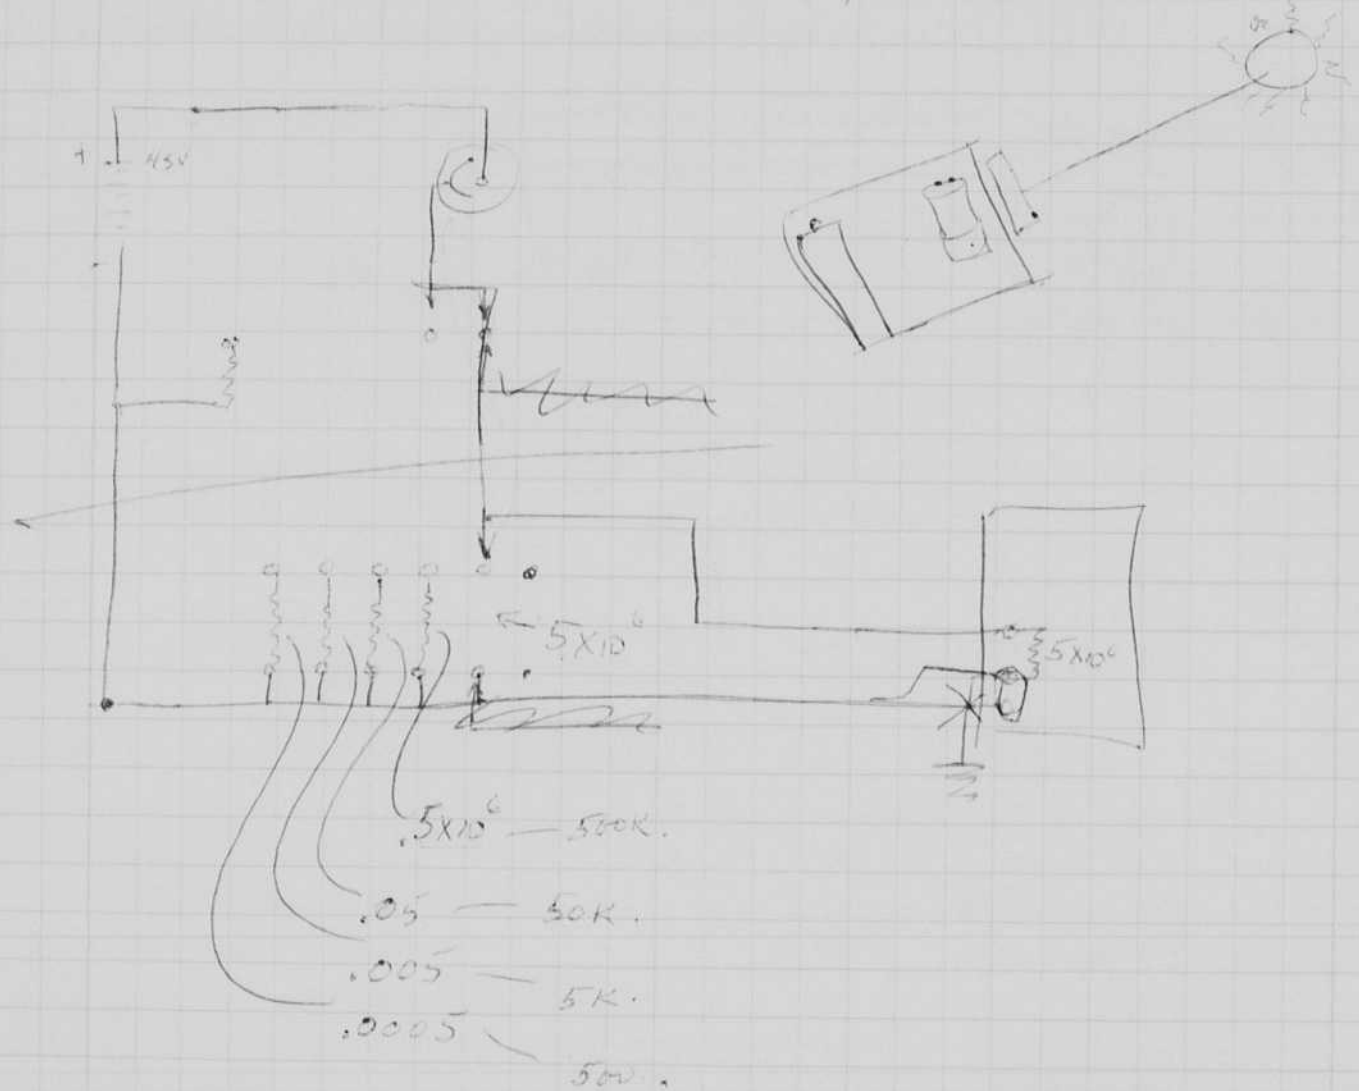 + 45V
-
5X10⁶
5X10⁶
.5X10⁶ — 500K.
.05 — 50K.
.005 — 5K.
.0005 — 500.